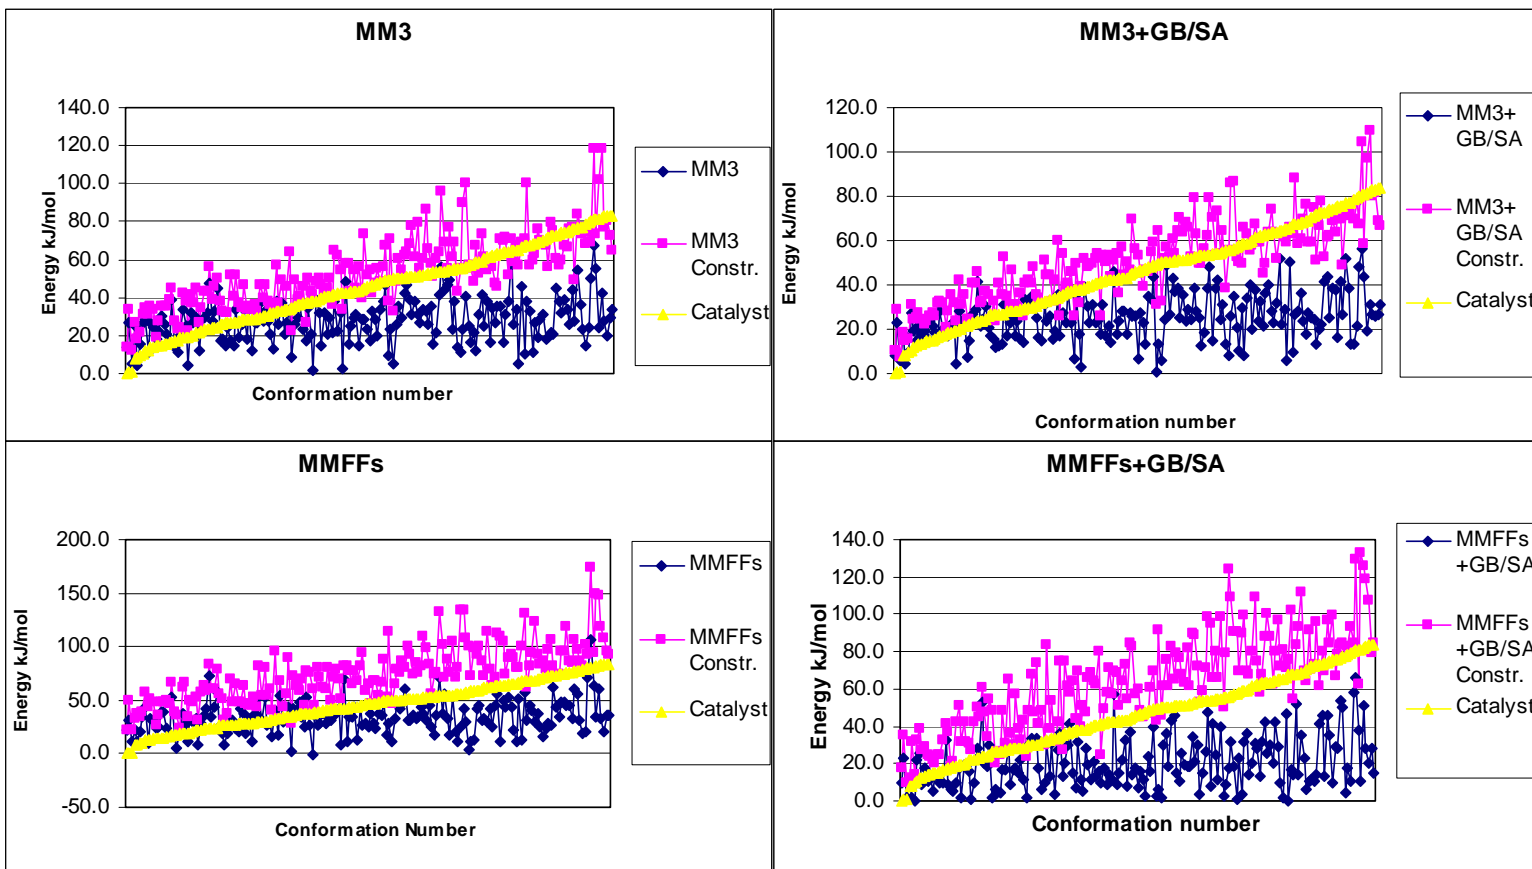 MM3
140.0
120.0
100.0
80.0
60.0
40.0
20.0
0.0
Energy kJ/mol
Conformation number
MM3
MM3
Constr.
Catalyst
MM3+GB/SA
120.0
100.0
80.0
60.0
40.0
20.0
0.0
Energy kJ/mol
Conformation number
MM3+
GB/SA
MM3+
GB/SA
Constr.
Catalyst
MMFFs
200.0
150.0
100.0
50.0
0.0
-50.0
Energy kJ/mol
Conformation Number
MMFFs
MMFFs
Constr.
Catalyst
MMFFs+GB/SA
140.0
120.0
100.0
80.0
60.0
40.0
20.0
0.0
Energy kJ/mol
Conformation number
MMFFs
+GB/SA
MMFFs
+GB/SA
Constr.
Catalyst